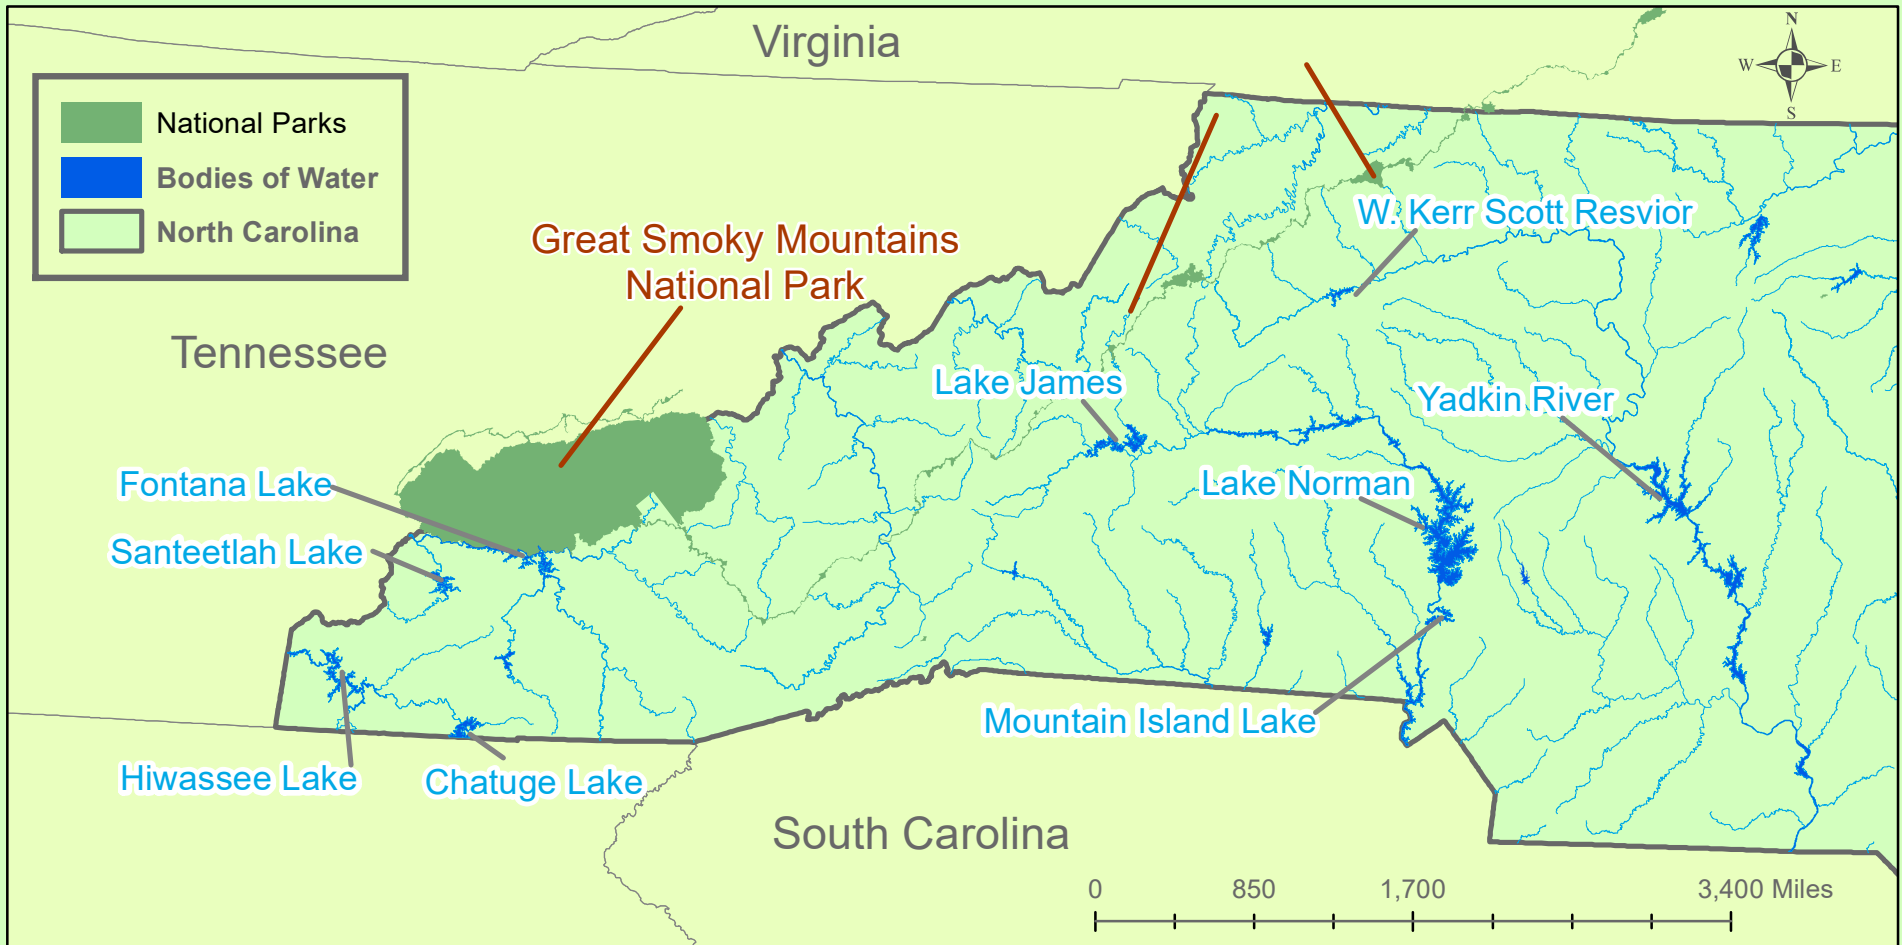 Virginia
N
W E
S
National Parks
Bodies of Water
North Carolina
W. Kerr Scott Resvior
Great Smoky Mountains
National Park
Tennessee
Lake James
Yadkin River
Fontana Lake
Lake Norman
Santeetlah Lake
Mountain Island Lake
Hiwassee Lake
Chatuge Lake
South Carolina
0 850 1,700 3,400 Miles